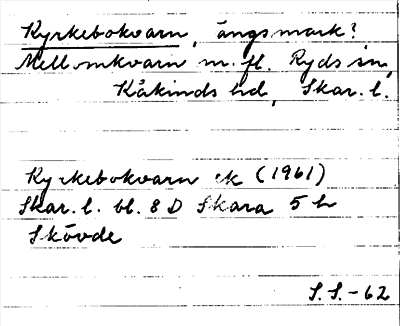 Kyrkebokvarn, ängsmark?
Mellomkvarn m. fl. Ryds sn,
Kåkinds hd, Skar. l.
Kyrkebokvarn ek (1961)
Skar. l. bl. 8 D Skara 5 h
Skövde
S. S. -62